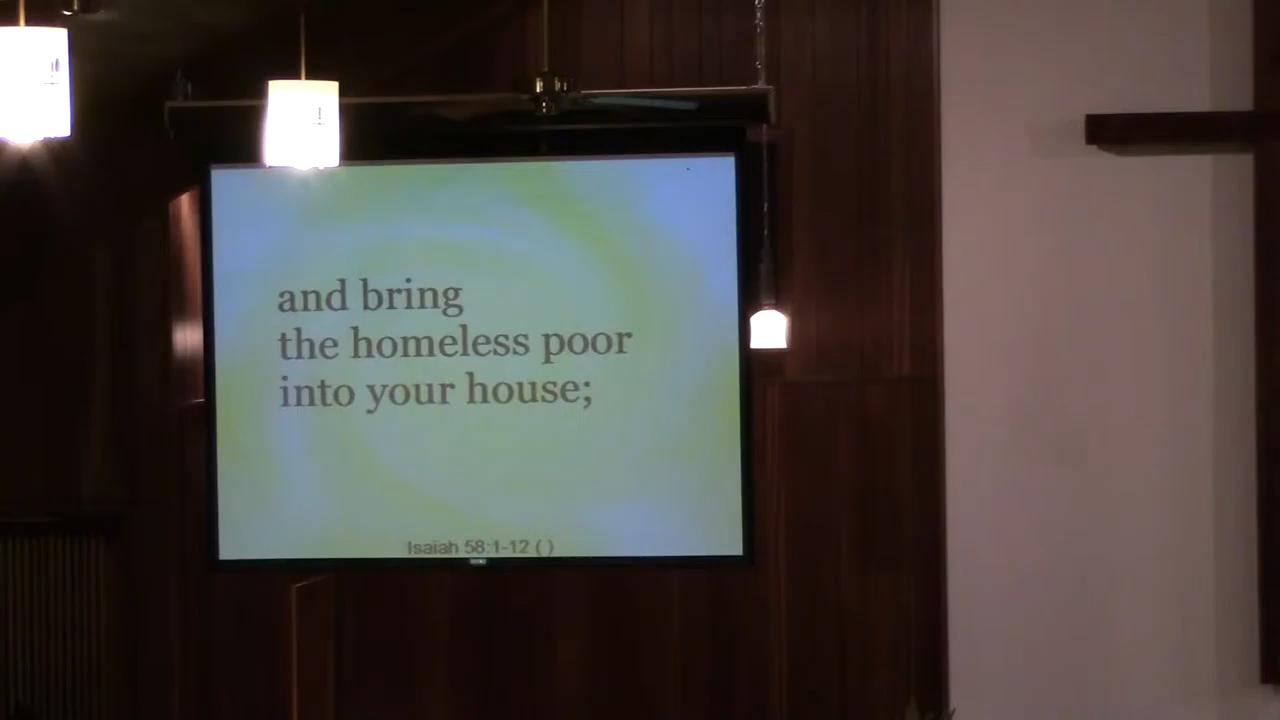 and bring
the homeless poor
into your house;
Isaiah 58:1-12 ( )